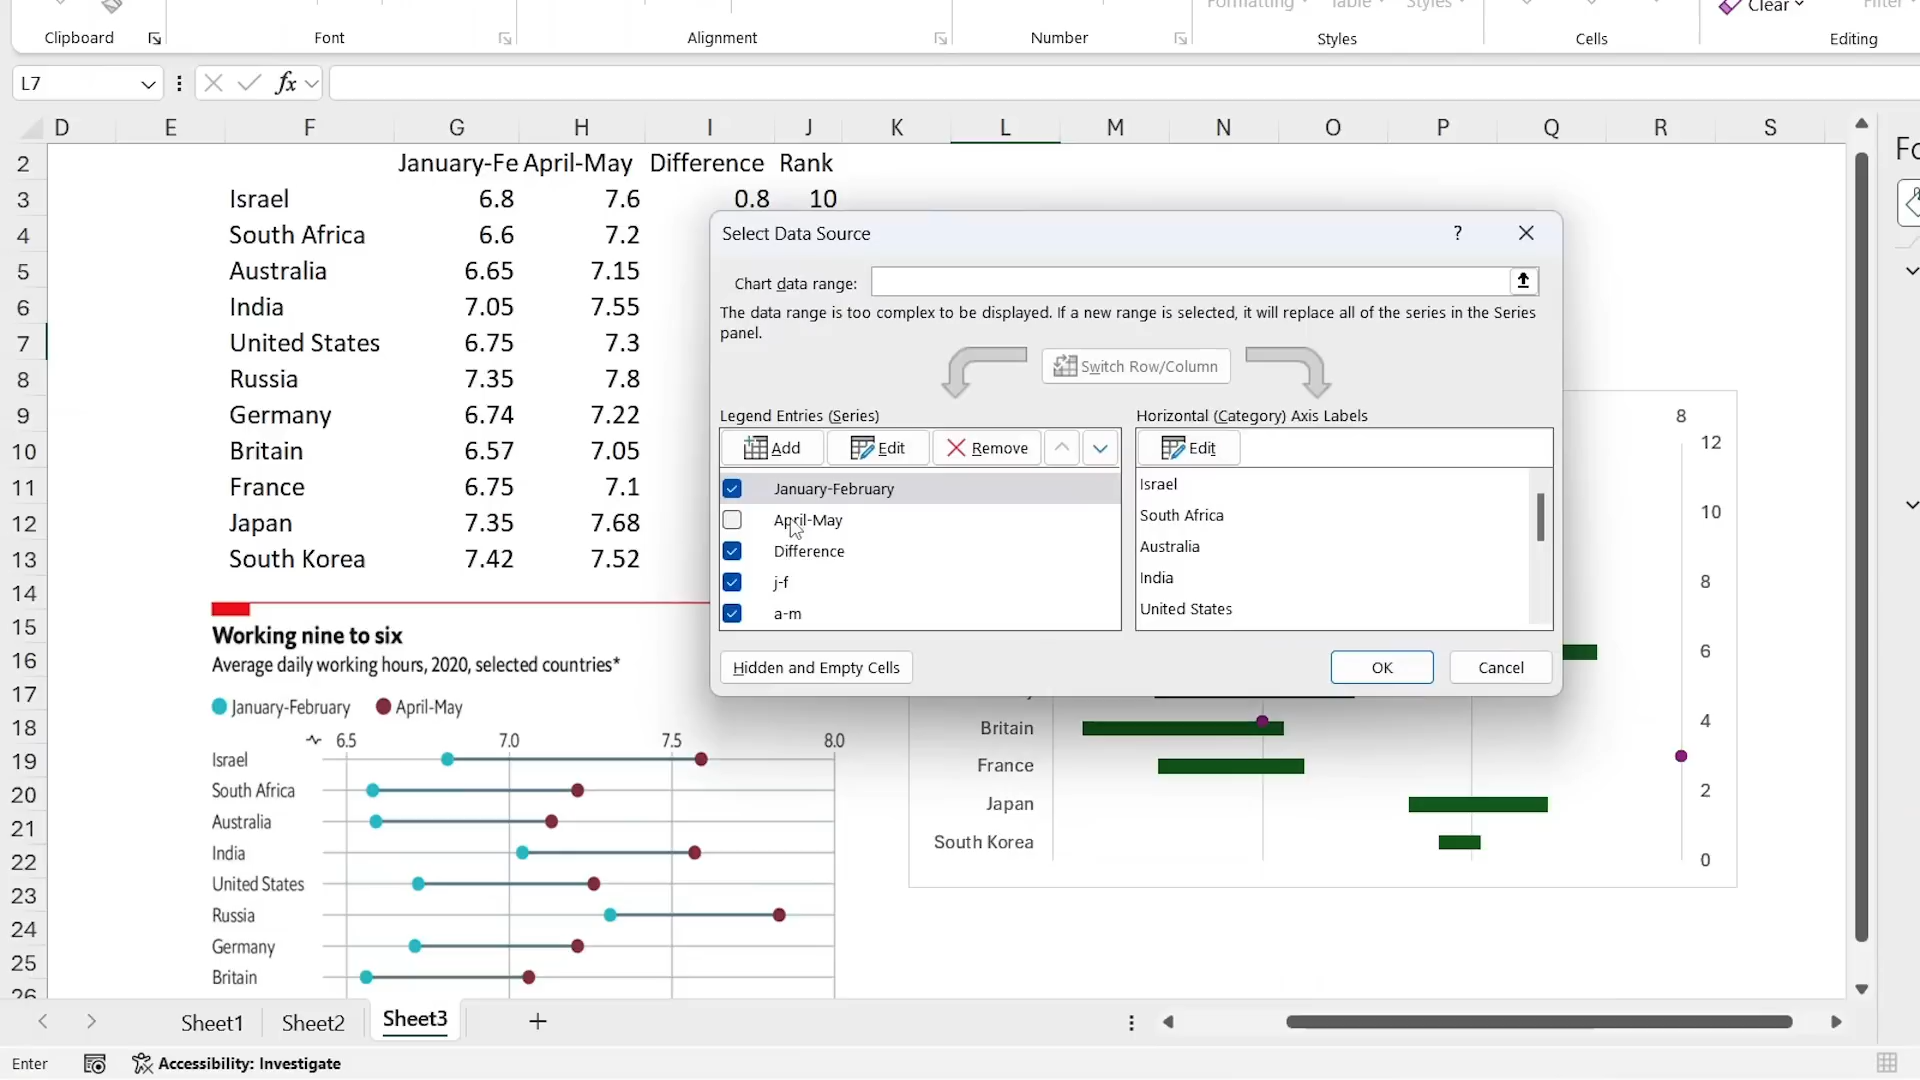 Formatting Table Styles Clear Filter
Clipboard Font Alignment Number Styles Cells Editing
L7 fx
D E F G H I J K L M N O P Q R S
Fo
2 January-Fe April-May Difference Rank
3 Israel 6.8 7.6 0.8 10
4 South Africa 6.6 7.2
5 Australia 6.65 7.15
6 India 7.05 7.55
7 United States 6.75 7.3
8 Russia 7.35 7.8
9 Germany 6.74 7.22
10 Britain 6.57 7.05
11 France 6.75 7.1
12 Japan 7.35 7.68
13 South Korea 7.42 7.52
14
15
16
17
18
19
20
21
22
23
24
25
26
Select Data Source ?
Chart data range:
The data range is too complex to be displayed. If a new range is selected, it will replace all of the series in the Series
panel.
Switch Row/Column
Legend Entries (Series)
Add Edit Remove
January-February
April-May
Difference
j-f
a-m
Horizontal (Category) Axis Labels
Edit
Israel
South Africa
Australia
India
United States
Hidden and Empty Cells OK Cancel
Working nine to six
Average daily working hours, 2020, selected countries*
January-February April-May
6.5 7.0 7.5 8.0
Israel
South Africa
Australia
India
United States
Russia
Germany
Britain
8
12
10
8
6
4
2
0
Britain
France
Japan
South Korea
Sheet1 Sheet2 Sheet3 +
Enter Accessibility: Investigate